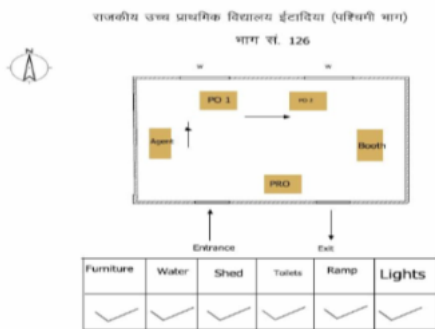 राजकीय उच्च प्राथमिक विद्यालय ईटादिया (पश्चिमी भाग)
भाग सं. 126
N
W W
PO 1 PO 2
Agent Booth
PRO
Entrance Exit
Furniture Water Shed Toilets Ramp Lights